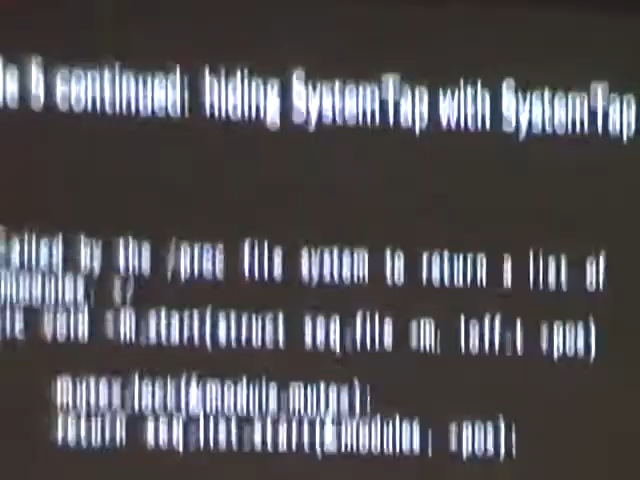 5 continued: hiding SystemTap with SystemTap
by the /proc file system to return a list of
void *m_start(struct seq_file *m, loff_t *pos)
mutex_lock(&module_mutex);
return seq_list_start(&modules, *pos);